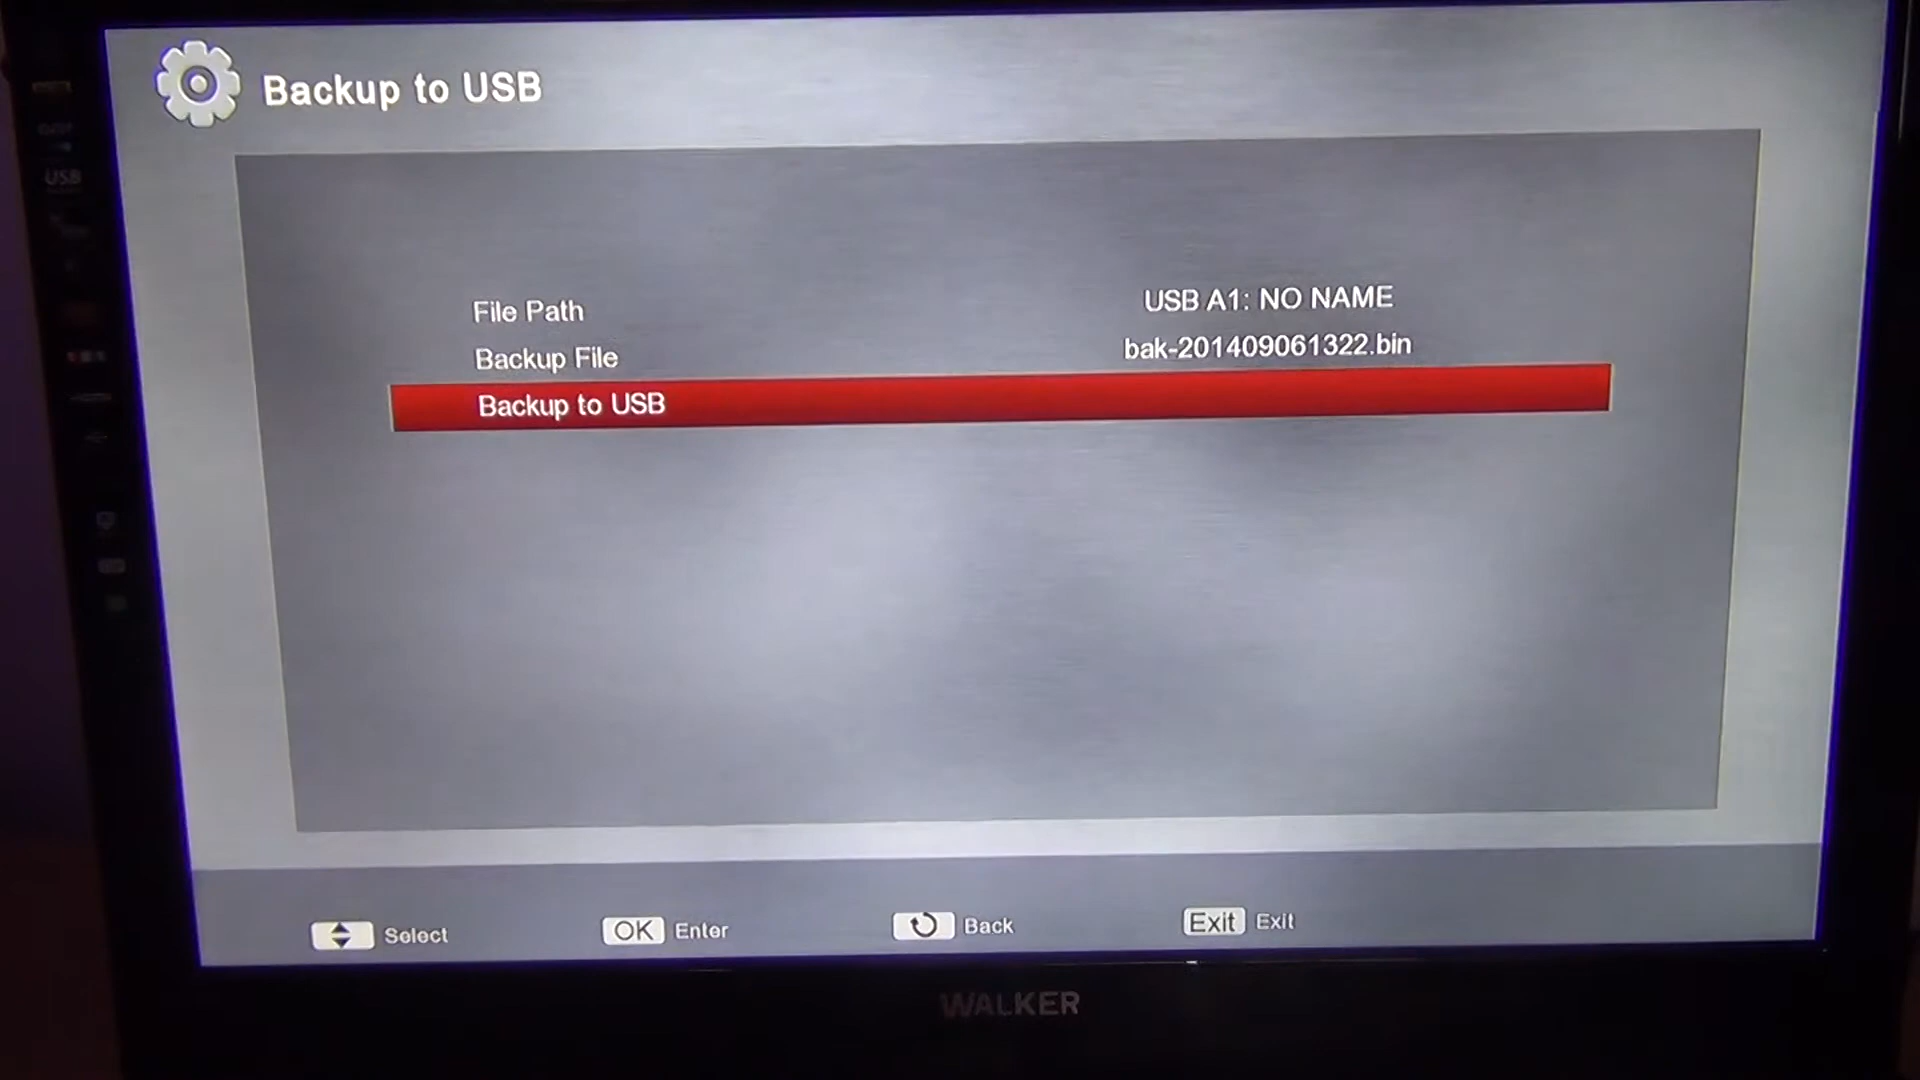 Backup to USB
USB
File Path USB A1: NO NAME
Backup File bak-201409061322.bin
Backup to USB
Select OK Enter Back Exit Exit
WALKER